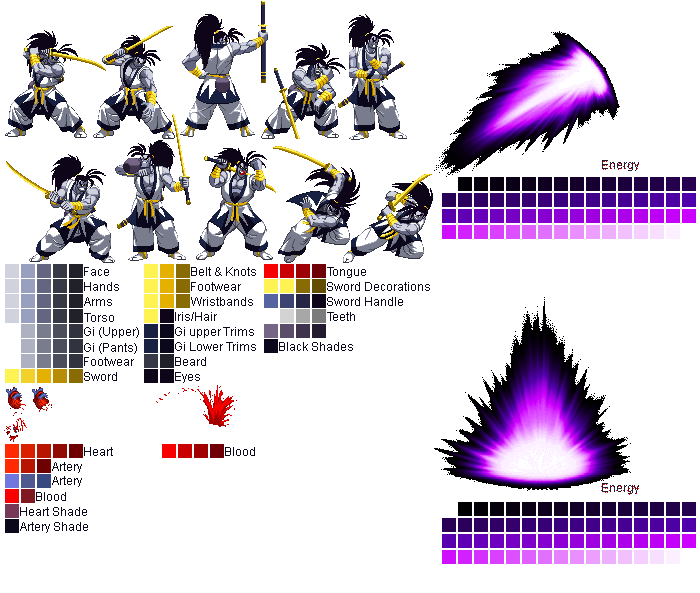 Energy
Face
Hands
Arms
Torso
Gi (Upper)
Gi (Pants)
Footwear
Sword
Belt & Knots
Footwear
Wristbands
Iris/Hair
Gi upper Trims
Gi Lower Trims
Beard
Eyes
Tongue
Sword Decorations
Sword Handle
Teeth
Black Shades
Heart
Artery
Artery
Blood
Heart Shade
Artery Shade
Blood
Energy